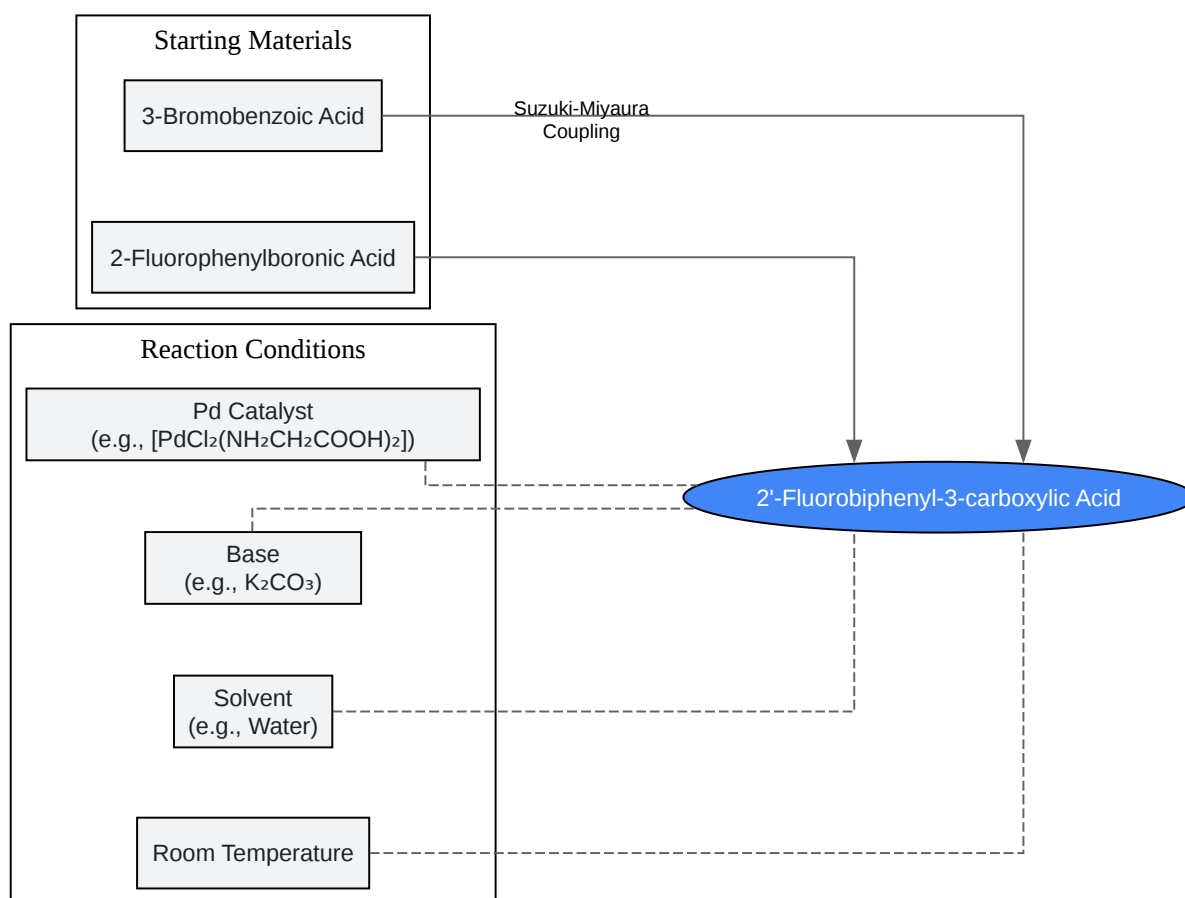 Starting Materials
3-Bromobenzoic Acid
Suzuki-Miyaura
Coupling
2-Fluorophenylboronic Acid
Reaction Conditions
Pd Catalyst
(e.g., [PdCl₂(NH₂CH₂COOH)₂])
2'-Fluorobiphenyl-3-carboxylic Acid
Base
(e.g., K₂CO₃)
Solvent
(e.g., Water)
Room Temperature